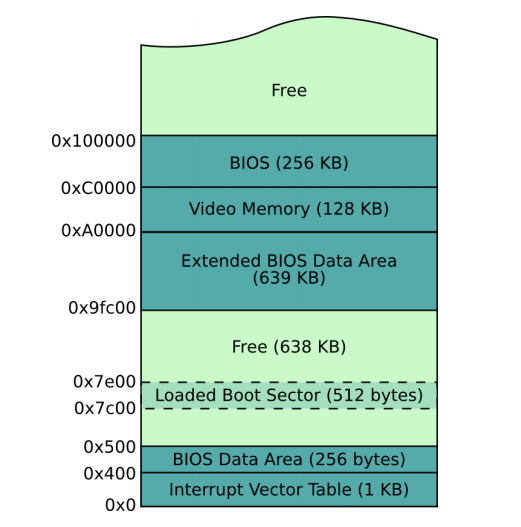 Free
0x100000
BIOS (256 KB)
0xC0000
Video Memory (128 KB)
0xA0000
Extended BIOS Data Area
(639 KB)
0x9fc00
Free (638 KB)
0x7e00
Loaded Boot Sector (512 bytes)
0x7c00
0x500
BIOS Data Area (256 bytes)
0x400
Interrupt Vector Table (1 KB)
0x0